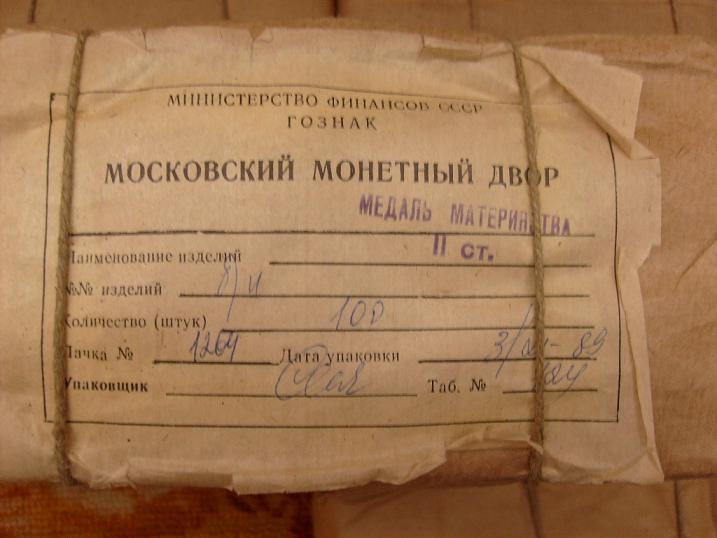 МИНИСТЕРСТВО ФИНАНСОВ СССР
ГОЗНАК
МОСКОВСКИЙ МОНЕТНЫЙ ДВОР
МЕДАЛЬ МАТЕРИНСТВА
II ст.
Наименование изделий
№№ изделий б/н
Количество (штук) 100
Пачка № 1264 Дата упаковки
Упаковщик Таб. №